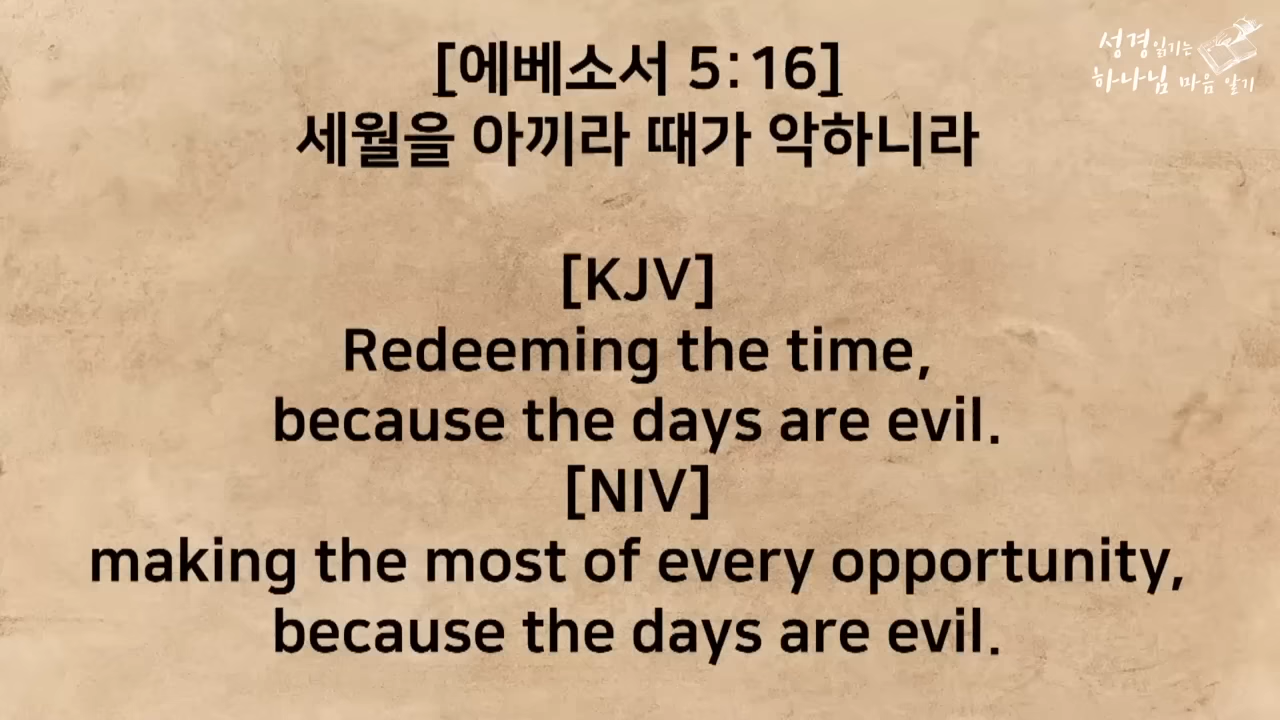 [에베소서 5:16]
세월을 아끼라 때가 악하니라
[KJV]
Redeeming the time,
because the days are evil.
[NIV]
making the most of every opportunity,
because the days are evil.
성경읽기는
하나님 마음 알기